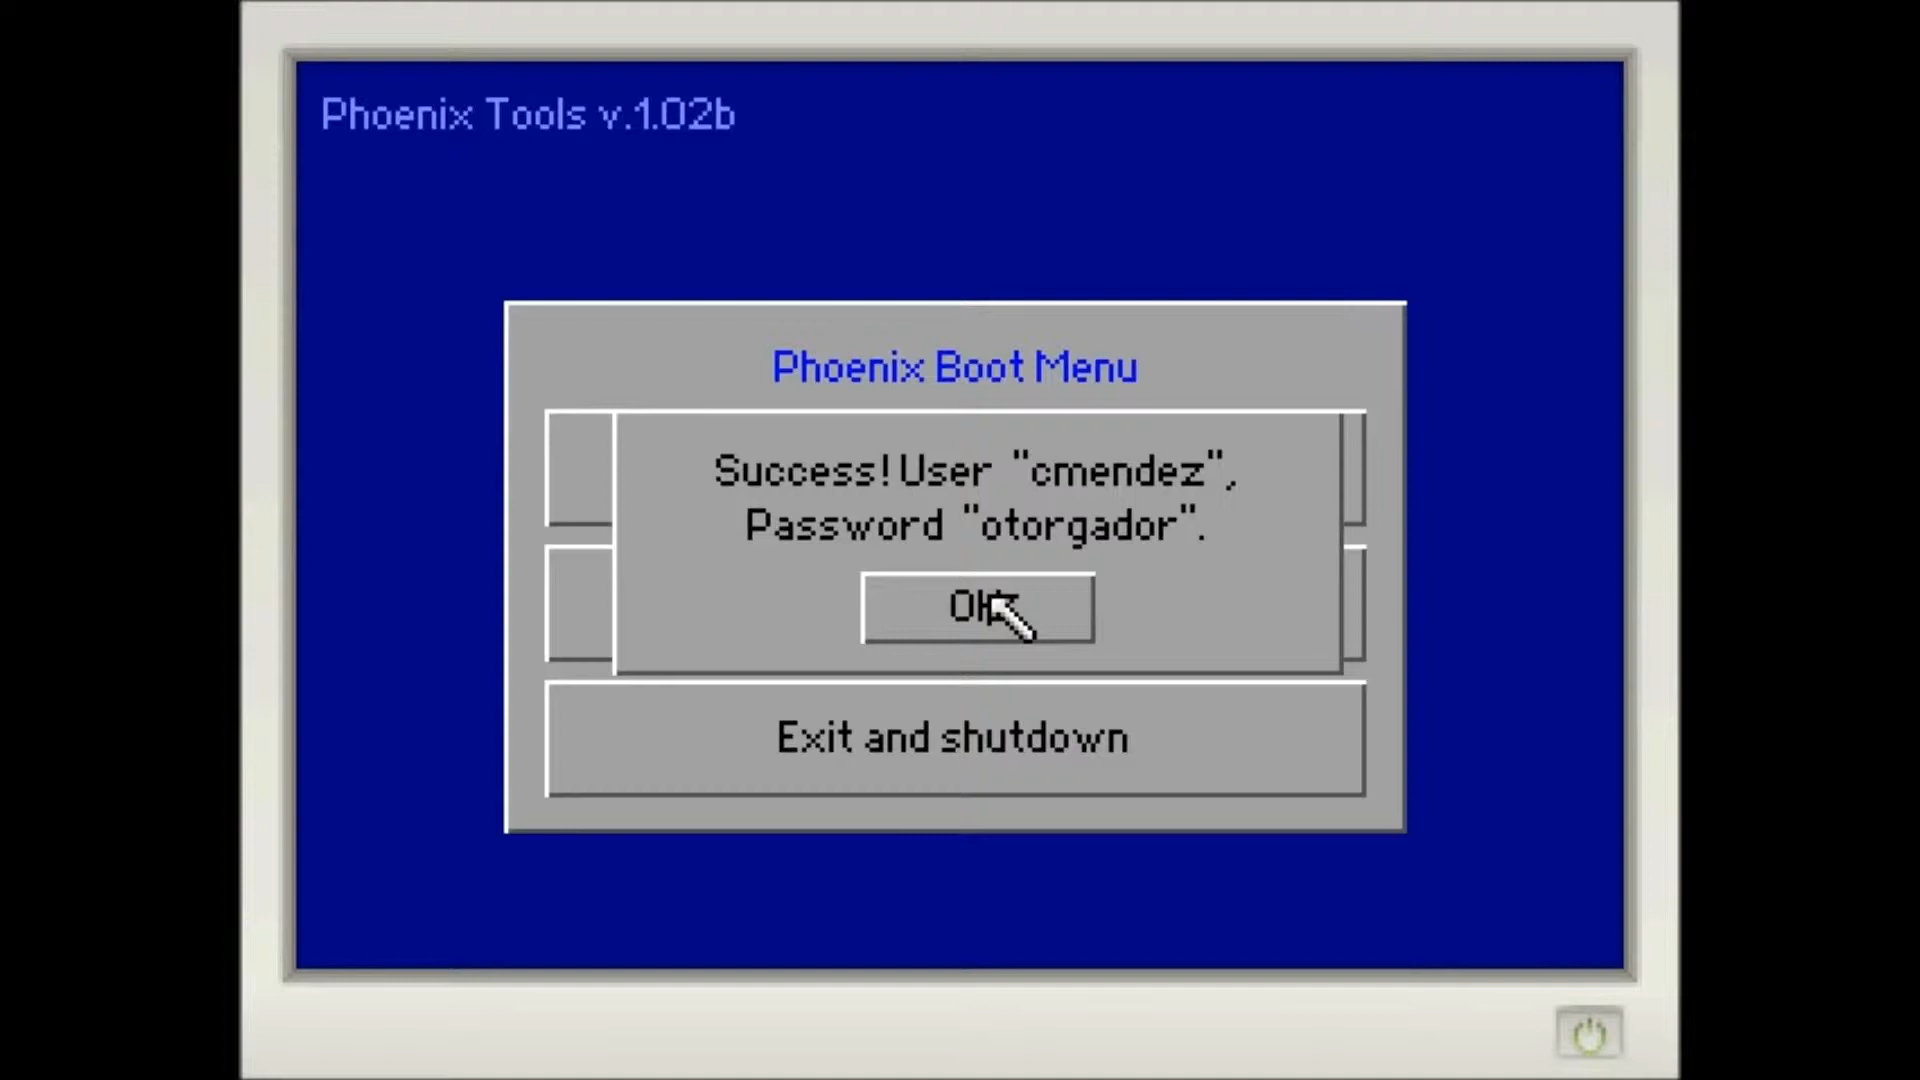 Phoenix Tools v.1.02b
Phoenix Boot Menu
Success! User "cmendez",
Password "otorgador".
Ok
Exit and shutdown